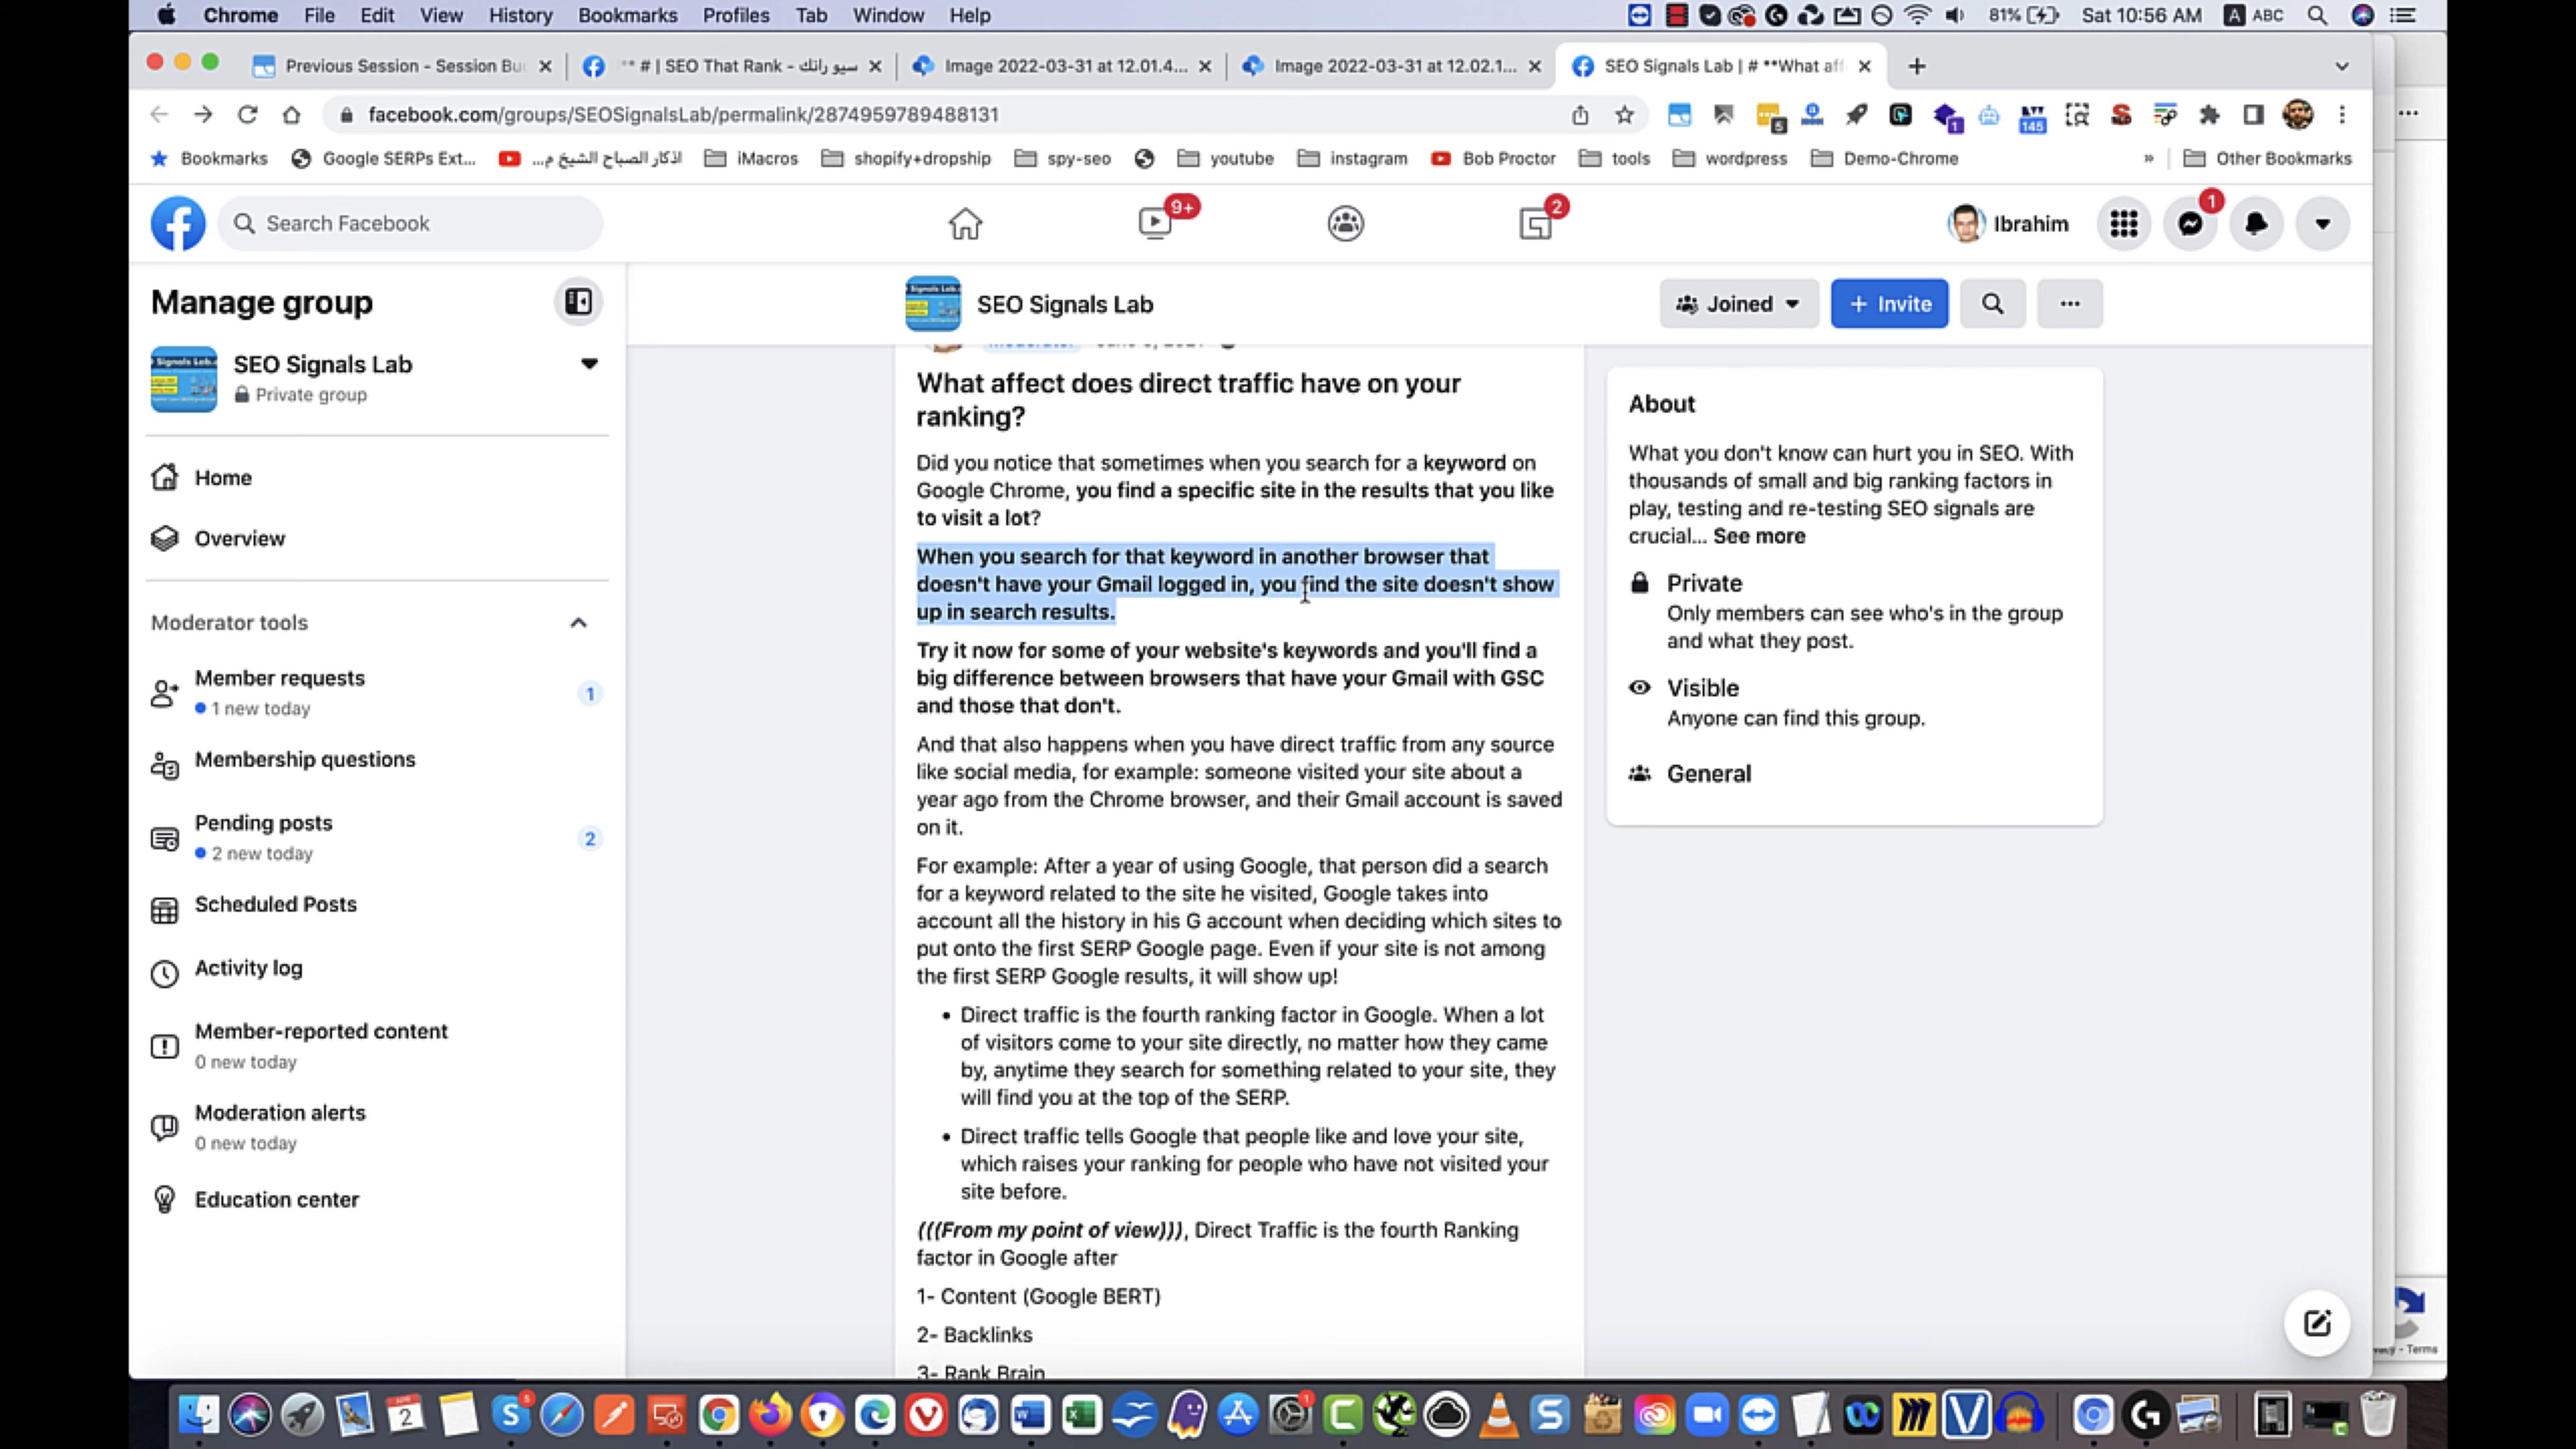 Chrome File Edit View History Bookmarks Profiles Tab Window Help
81% Sat 10:56 AM A ABC
Previous Session - Session Bu
** # | SEO That Rank - سيو رانك
Image 2022-03-31 at 12.01.4...
Image 2022-03-31 at 12.02.1...
SEO Signals Lab | # **What aff
facebook.com/groups/SEOSignalsLab/permalink/2874959789488131
5
1
145
Bookmarks
Google SERPs Ext...
اذكار الصباح الشيخ م...
iMacros
shopify+dropship
spy-seo
youtube
instagram
Bob Proctor
tools
wordpress
Demo-Chrome
Other Bookmarks
Search Facebook
9+
2
Ibrahim
1
Manage group
SEO Signals Lab
Private group
Home
Overview
Moderator tools
Member requests
1 new today
1
Membership questions
Pending posts
2 new today
2
Scheduled Posts
Activity log
Member-reported content
0 new today
Moderation alerts
0 new today
Education center
SEO Signals Lab
Joined
+ Invite
What affect does direct traffic have on your
ranking?
Did you notice that sometimes when you search for a keyword on
Google Chrome, you find a specific site in the results that you like
to visit a lot?
When you search for that keyword in another browser that
doesn't have your Gmail logged in, you find the site doesn't show
up in search results.
Try it now for some of your website's keywords and you'll find a
big difference between browsers that have your Gmail with GSC
and those that don't.
And that also happens when you have direct traffic from any source
like social media, for example: someone visited your site about a
year ago from the Chrome browser, and their Gmail account is saved
on it.
For example: After a year of using Google, that person did a search
for a keyword related to the site he visited, Google takes into
account all the history in his G account when deciding which sites to
put onto the first SERP Google page. Even if your site is not among
the first SERP Google results, it will show up!
• Direct traffic is the fourth ranking factor in Google. When a lot
of visitors come to your site directly, no matter how they came
by, anytime they search for something related to your site, they
will find you at the top of the SERP.
• Direct traffic tells Google that people like and love your site,
which raises your ranking for people who have not visited your
site before.
(((From my point of view))), Direct Traffic is the fourth Ranking
factor in Google after
1- Content (Google BERT)
2- Backlinks
3- Rank Brain
About
What you don't know can hurt you in SEO. With
thousands of small and big ranking factors in
play, testing and re-testing SEO signals are
crucial... See more
Private
Only members can see who's in the group
and what they post.
Visible
Anyone can find this group.
General
- Terms
2
5
1